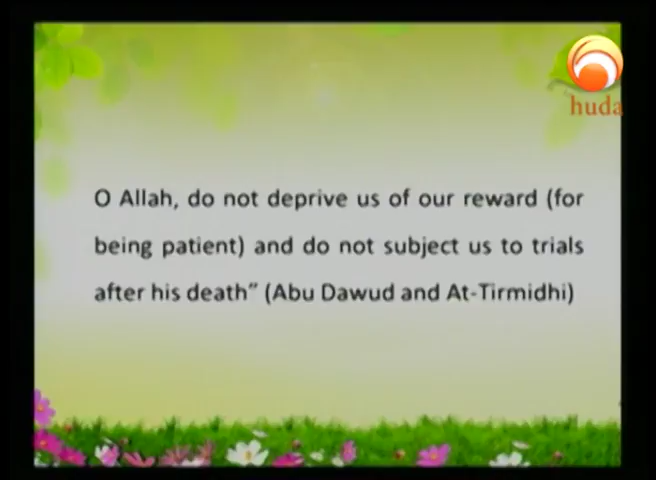 huda
O Allah, do not deprive us of our reward (for
being patient) and do not subject us to trials
after his death” (Abu Dawud and At-Tirmidhi)